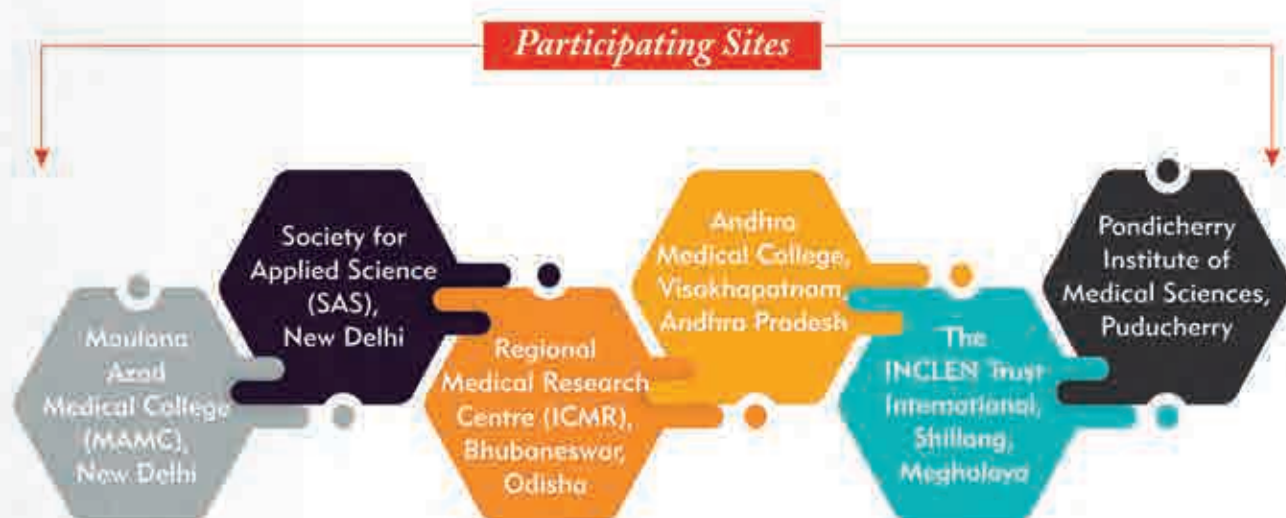 Participating Sites
Maulana
Azad
Medical College
(MAMC),
New Delhi
Society for
Applied Science
(SAS),
New Delhi
Regional
Medical Research
Centre (ICMR),
Bhubaneswar,
Odisha
Andhra
Medical College,
Visakhapatnam,
Andhra Pradesh
The
INCLEN Trust
International,
Shillong,
Meghalaya
Pondicherry
Institute of
Medical Sciences,
Puducherry